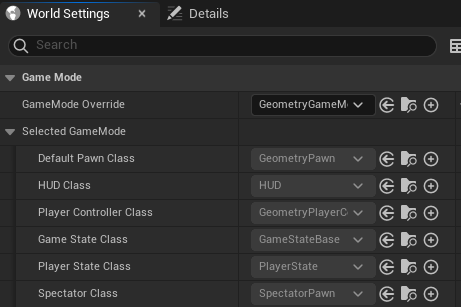 World Settings
Details
Search
Game Mode
GameMode Override
GeometryGameM
Selected GameMode
Default Pawn Class
GeometryPawn
HUD Class
HUD
Player Controller Class
GeometryPlayerC
Game State Class
GameStateBase
Player State Class
PlayerState
Spectator Class
SpectatorPawn